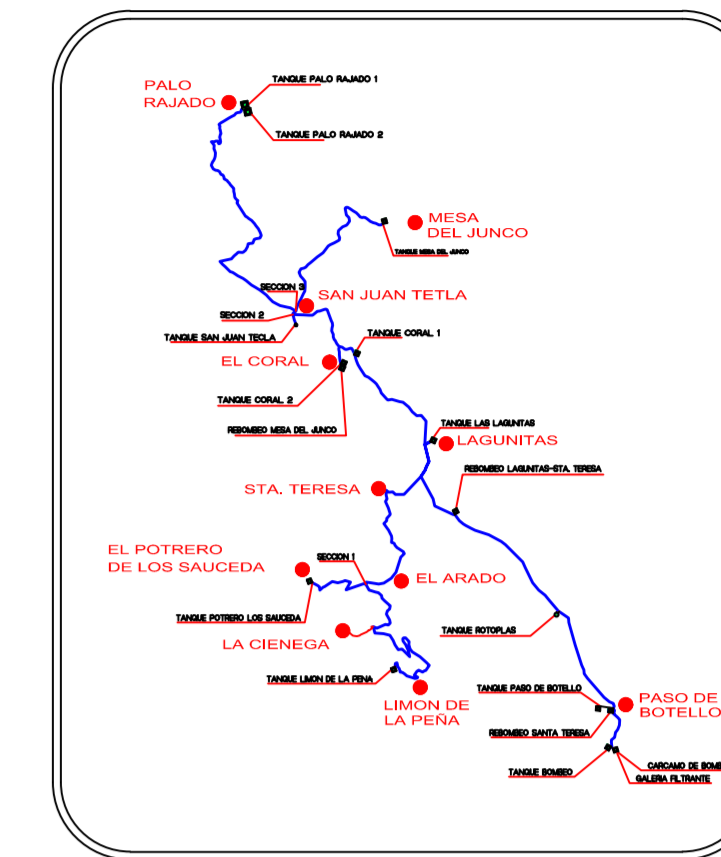 PALO
RAJADO
TANQUE PALO RAJADO 1
TANQUE PALO RAJADO 2
MESA
DEL JUNCO
TANQUE MESA DEL JUNCO
SECCION 3
SAN JUAN TETLA
SECCION 2
TANQUE SAN JUAN TECLA
TANQUE CORAL 1
EL CORAL
TANQUE CORAL 2
REBOMBEO MESA DEL JUNCO
TANQUE LAS LAGUNITAS
LAGUNITAS
REBOMBEO LAGUNITAS-STA. TERESA
STA. TERESA
EL POTRERO
DE LOS SAUCEDA
SECCION 1
EL ARADO
TANQUE POTRERO LOS SAUCEDA
LA CIENEGA
TANQUE ROTOPLAS
TANQUE LIMON DE LA PENA
LIMON DE
LA PEÑA
TANQUE PASO DE BOTELLO
PASO DE
BOTELLO
REBOMBEO SANTA TERESA
TANQUE BOMBEO
CARCAMO DE BOMB
GALERIA FILTRANTE